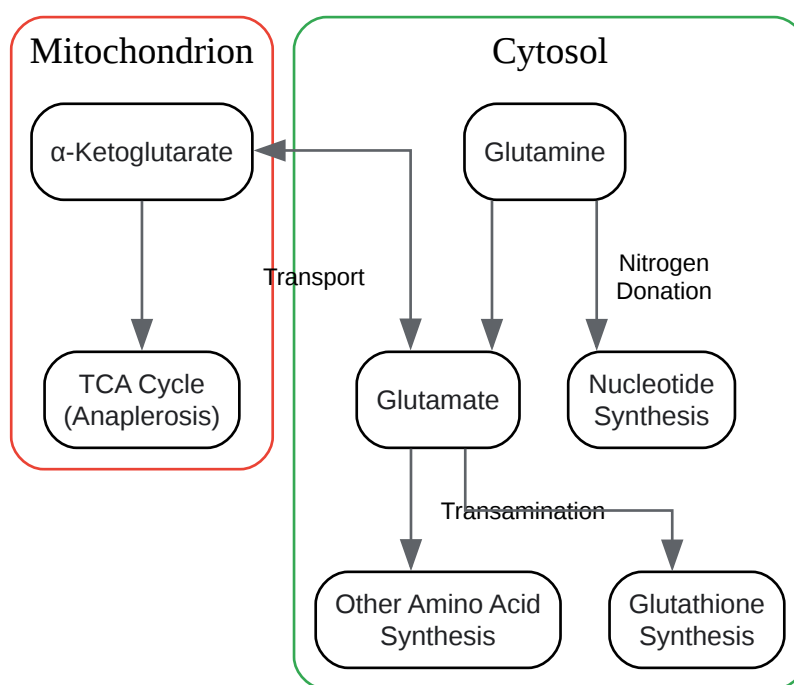 Mitochondrion
Cytosol
α-Ketoglutarate
Glutamine
Transport
Nitrogen
Donation
TCA Cycle
(Anaplerosis)
Glutamate
Nucleotide
Synthesis
Transamination
Other Amino Acid
Synthesis
Glutathione
Synthesis